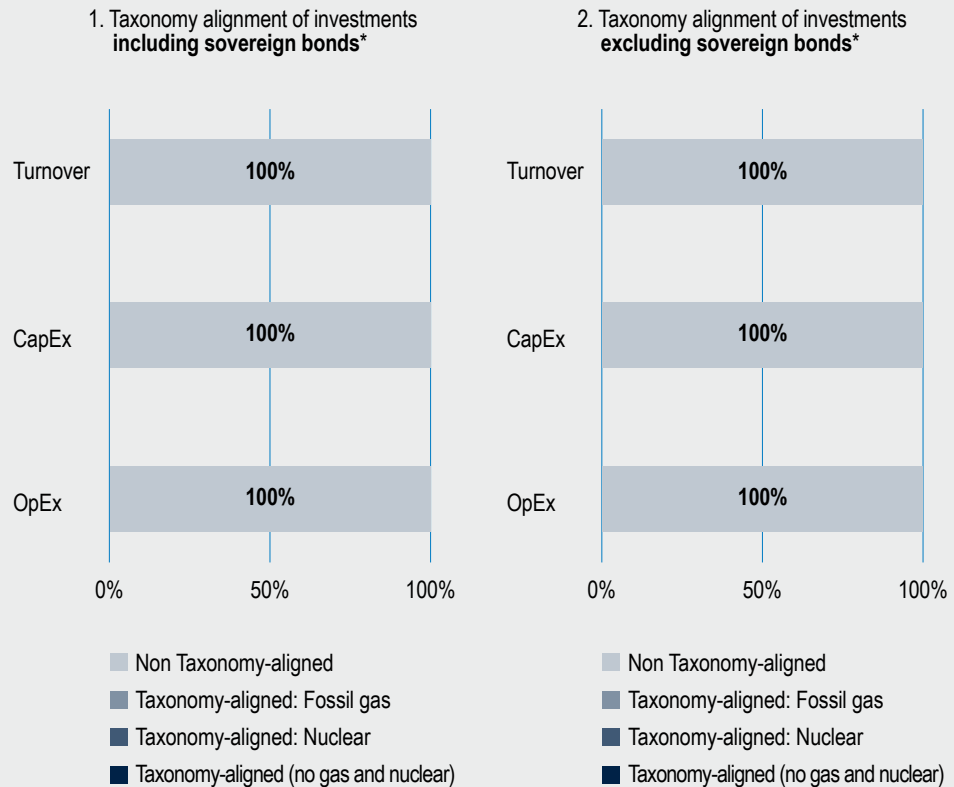 1. Taxonomy alignment of investments
including sovereign bonds*
Turnover
100%
CapEx
100%
OpEx
100%
0%
50%
100%
Non Taxonomy-aligned
Taxonomy-aligned: Fossil gas
Taxonomy-aligned: Nuclear
Taxonomy-aligned (no gas and nuclear)
2. Taxonomy alignment of investments
excluding sovereign bonds*
Turnover
100%
CapEx
100%
OpEx
100%
0%
50%
100%
Non Taxonomy-aligned
Taxonomy-aligned: Fossil gas
Taxonomy-aligned: Nuclear
Taxonomy-aligned (no gas and nuclear)